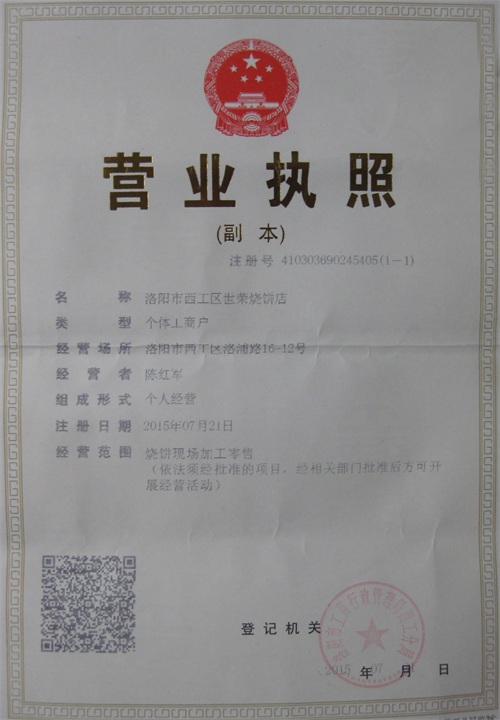 营业执照
(副 本)
注册号 410303690245405(1-1)
名 称 洛阳市西工区世荣烧饼店
类 型 个体工商户
经营场所 洛阳市西工区洛浦路16-12号
经营者 陈红军
组成形式 个人经营
注册日期 2015年07月21日
经营范围 烧饼现场加工零售
(依法须经批准的项目，经相关部门批准后方可开
展经营活动)
登记机关
2015 年 07 月 日